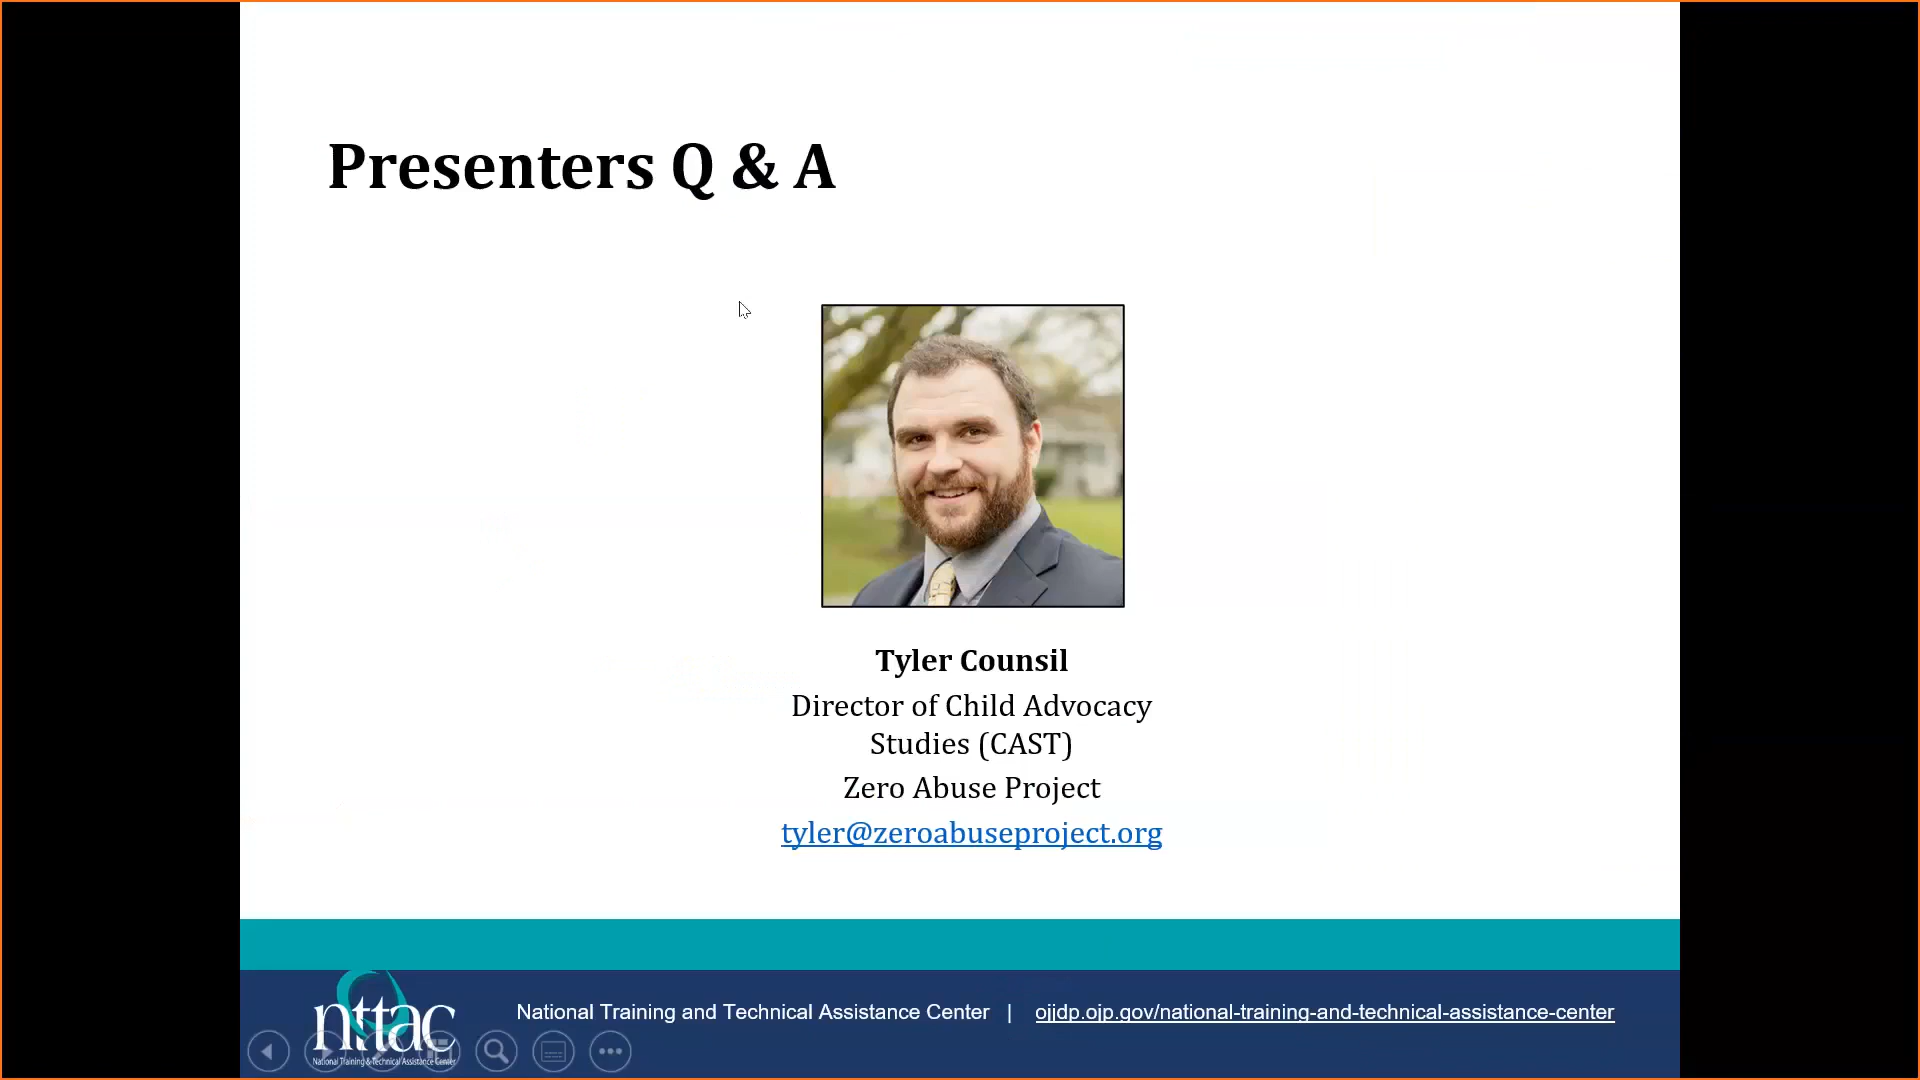 Presenters Q & A
Tyler Counsil
Director of Child Advocacy
Studies (CAST)
Zero Abuse Project
tyler@zeroabuseproject.org
nttac
National Training & Technical Assistance Center
National Training and Technical Assistance Center | ojjdp.ojp.gov/national-training-and-technical-assistance-center